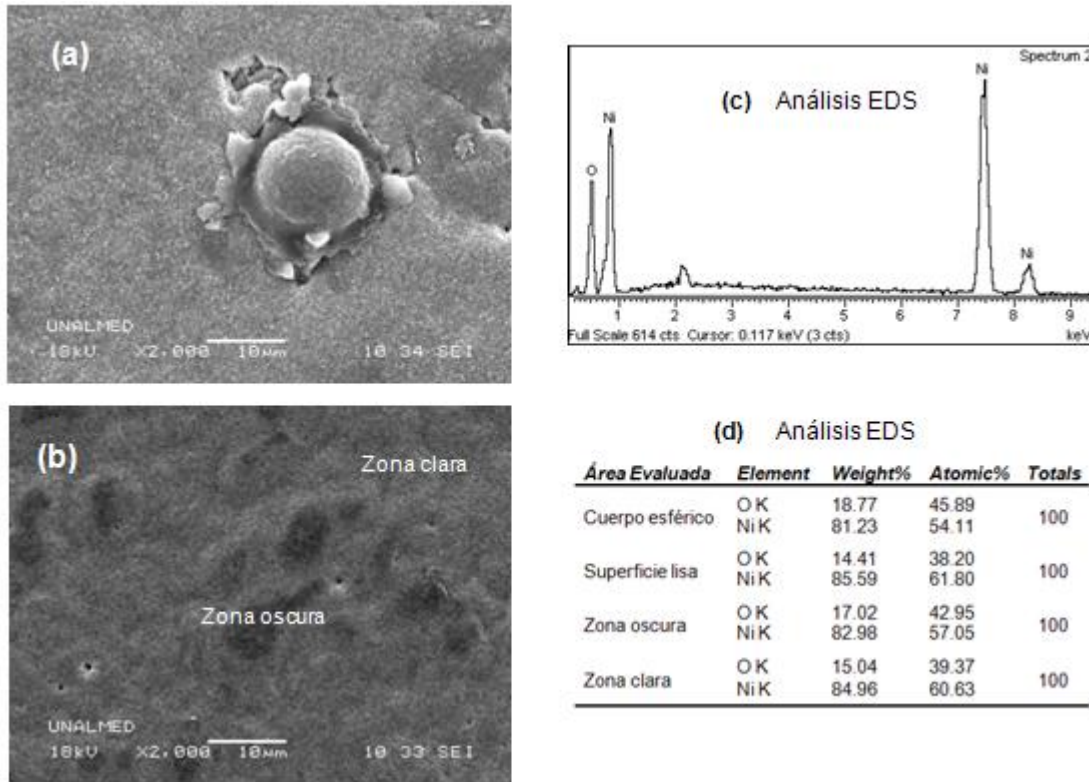 (a)
UNALMED
18kU X2,000 10μm 10 34 SEI
Spectrum 2
(c) Análisis EDS
O
Ni
Ni
Ni
1 2 3 4 5 6 7 8 9
Full Scale 614 cts Cursor: 0.117 keV (3 cts)
keV
(b)
Zona clara
Zona oscura
UNALMED
18kU X2,000 10μm 10 33 SEI
(d) Análisis EDS
Área Evaluada Element Weight% Atomic% Totals
Cuerpo esférico O K 18.77 45.89 100
Ni K 81.23 54.11
Superficie lisa O K 14.41 38.20 100
Ni K 85.59 61.80
Zona oscura O K 17.02 42.95 100
Ni K 82.98 57.05
Zona clara O K 15.04 39.37 100
Ni K 84.96 60.63